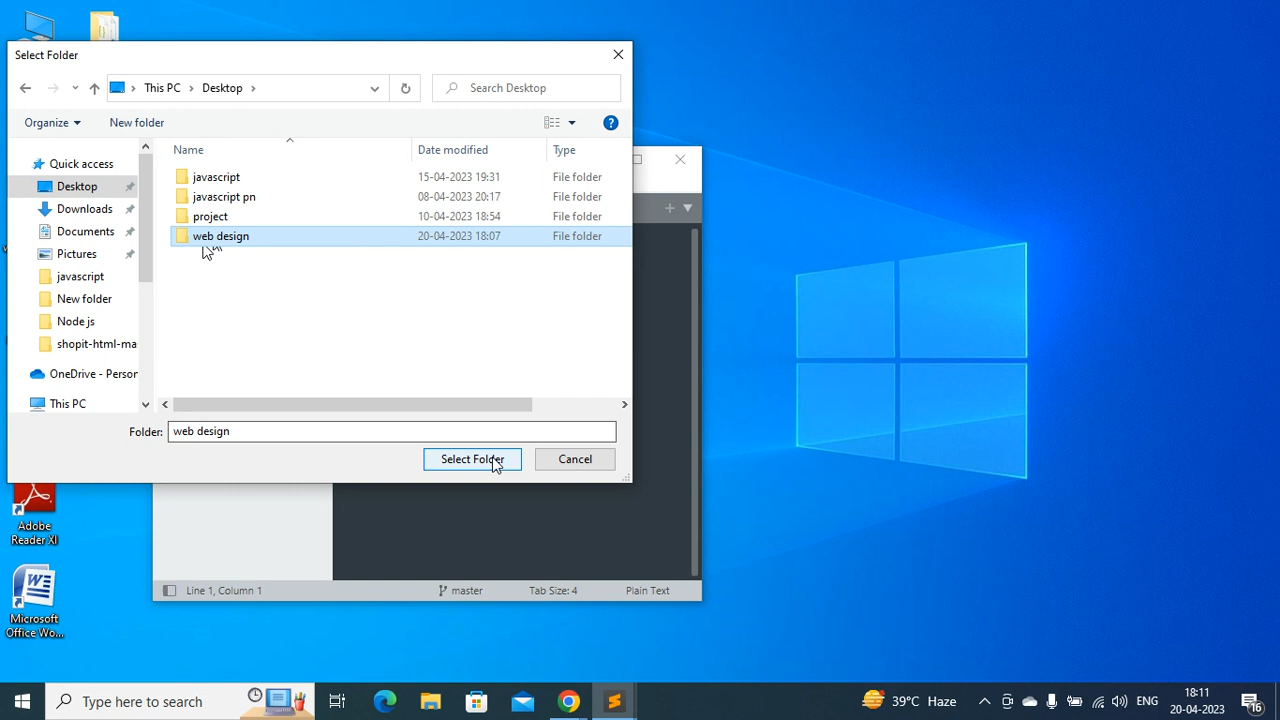 Select Folder
This PC
Desktop
Search Desktop
Organize
New folder
Name
Date modified
Type
Quick access
Desktop
Downloads
Documents
Pictures
javascript
New folder
Node js
shopit-html-ma
OneDrive - Person
This PC
javascript 15-04-2023 19:31 File folder
javascript pn 08-04-2023 20:17 File folder
project 10-04-2023 18:54 File folder
web design 20-04-2023 18:07 File folder
Folder: web design
Select Folder
Cancel
Line 1, Column 1
master
Tab Size: 4
Plain Text
Adobe
Reader XI
Microsoft
Office Wo...
Type here to search
39°C Haze
ENG
18:11
20-04-2023
16